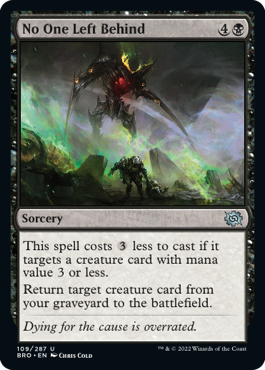 No One Left Behind 4
Sorcery
This spell costs 3 less to cast if it
targets a creature card with mana
value 3 or less.
Return target creature card from
your graveyard to the battlefield.
Dying for the cause is overrated.
109/287 U
BRO • EN Chris Cold
™ & © 2022 Wizards of the Coast